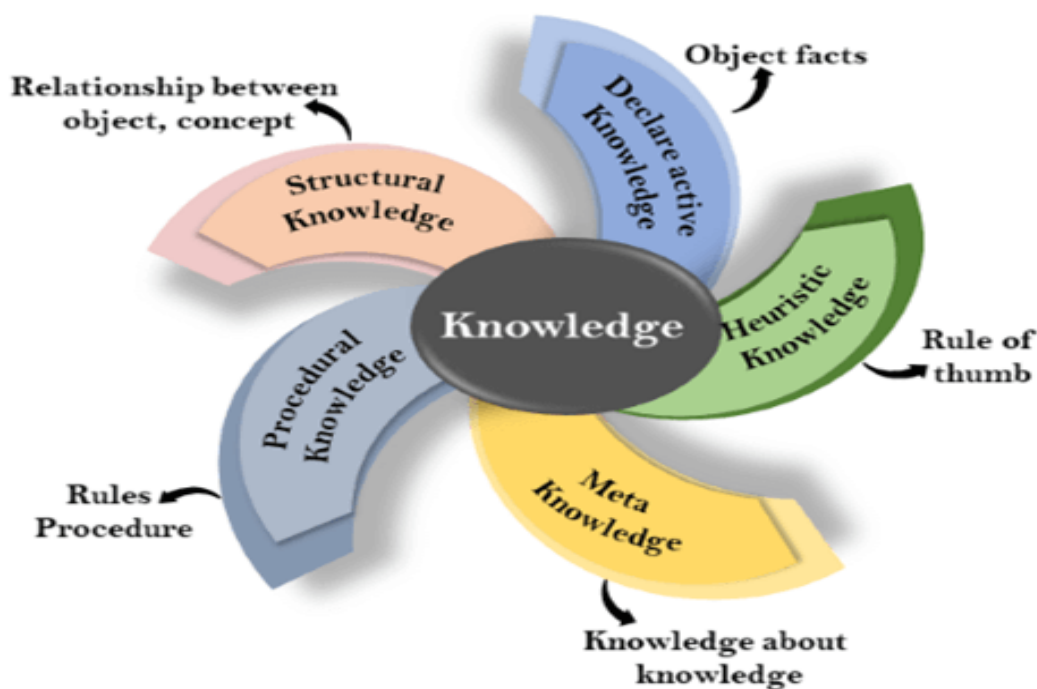 Object facts
Relationship between
object, concept
Declare active
Knowledge
Structural
Knowledge
Knowledge
Heuristic
Knowledge
Rule of
thumb
Procedural
Knowledge
Rules
Procedure
Meta
Knowledge
Knowledge about
knowledge